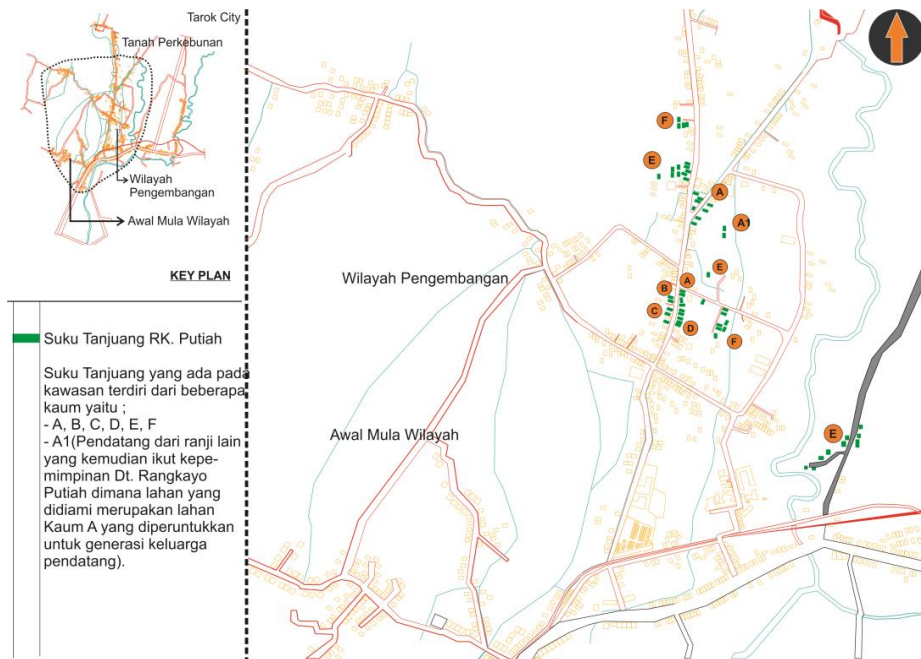 Tarok City
Tanah Perkebunan
Wilayah
Pengembangan
Awal Mula Wilayah
KEY PLAN
Suku Tanjuang RK. Putiah
Suku Tanjuang yang ada pada
kawasan terdiri dari beberapa
kaum yaitu ;
- A, B, C, D, E, F
- A1(Pendatang dari ranji lain
yang kemudian ikut kepe-
mimpinan Dt. Rangkayo
Putiah dimana lahan yang
didiami merupakan lahan
Kaum A yang diperuntukkan
untuk generasi keluarga
pendatang).
F
E
A
A1
E
Wilayah Pengembangan
A
B
C
D
F
Awal Mula Wilayah
E